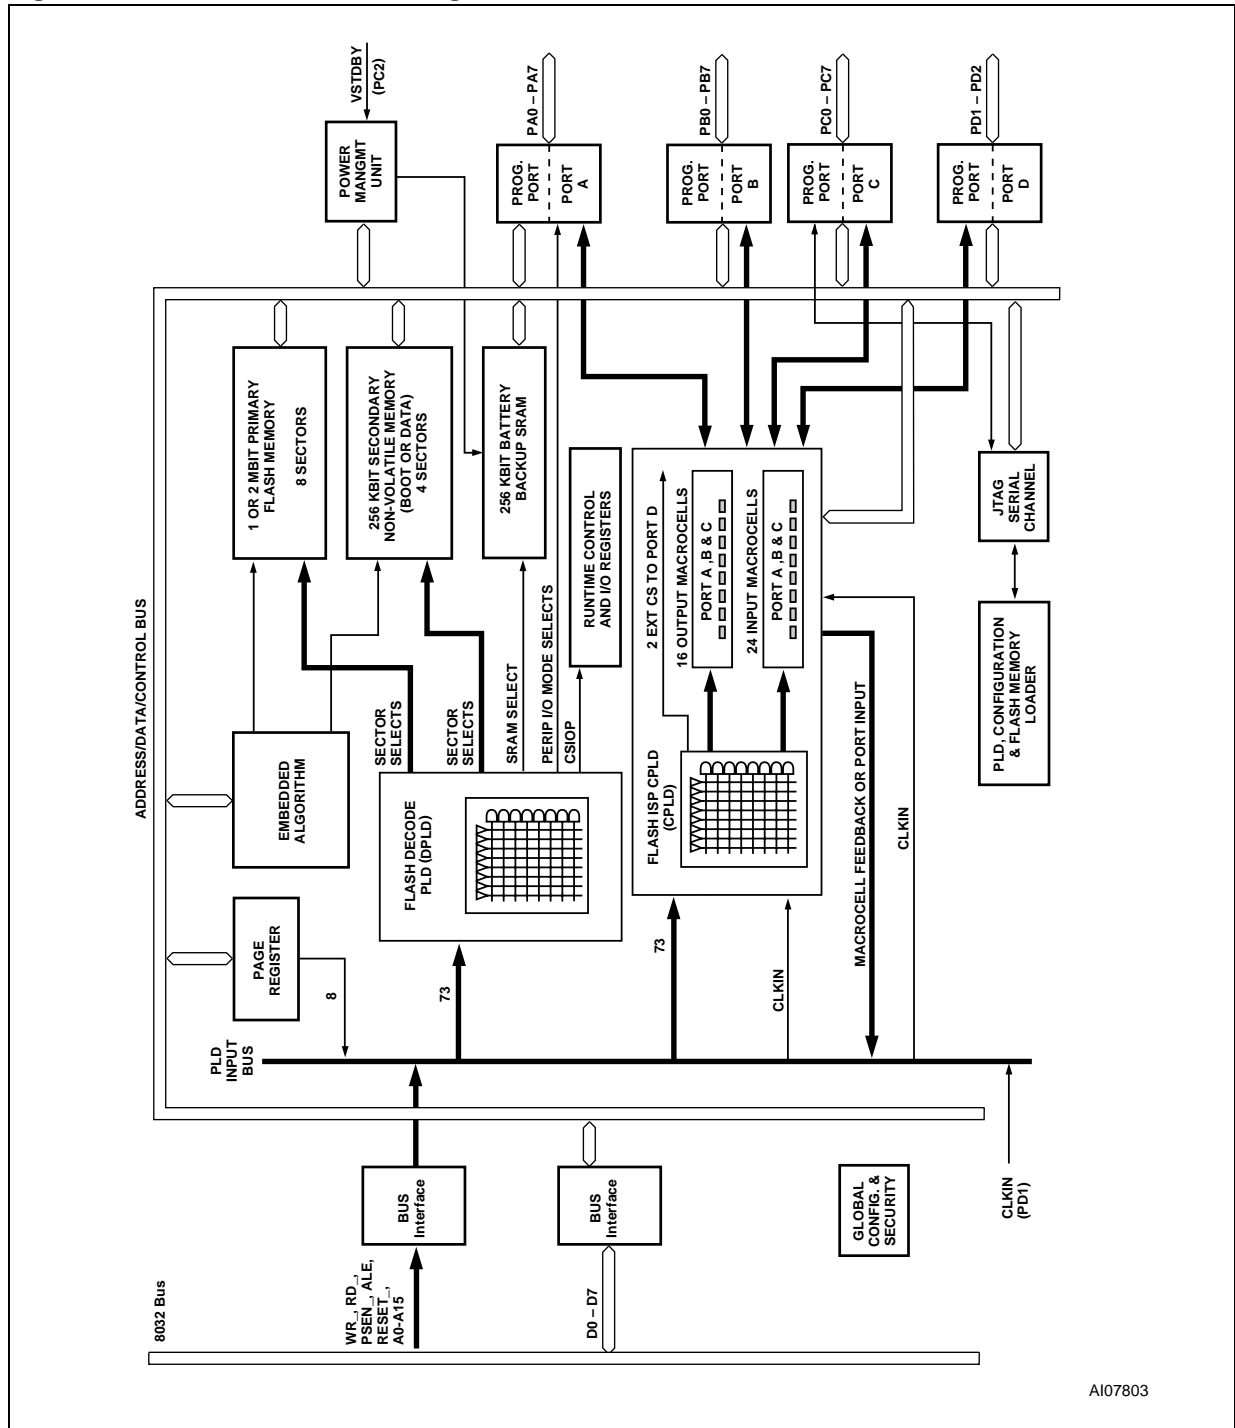 8032 Bus
WR_, RD_,
PSEN_, ALE,
RESET_,
A0-A15
D0 – D7
BUS
Interface
BUS
Interface
GLOBAL
CONFIG. &
SECURITY
CLKIN
(PD1)
ADDRESS/DATA/CONTROL BUS
PLD
INPUT
BUS
PAGE
REGISTER
8
73
73
CLKIN
EMBEDDED
ALGORITHM
FLASH DECODE
PLD (DPLD)
SECTOR
SELECTS
SECTOR
SELECTS
SRAM SELECT
PERIP I/O MODE SELECTS
CSIOP
FLASH ISP CPLD
(CPLD)
MACROCELL FEEDBACK OR PORT INPUT
CLKIN
1 OR 2 MBIT PRIMARY
FLASH MEMORY
8 SECTORS
256 KBIT SECONDARY
NON-VOLATILE MEMORY
(BOOT OR DATA)
4 SECTORS
256 KBIT BATTERY
BACKUP SRAM
RUNTIME CONTROL
AND I/O REGISTERS
2 EXT CS TO PORT D
16 OUTPUT MACROCELLS
PORT A ,B & C
24 INPUT MACROCELLS
PORT A ,B & C
JTAG
SERIAL
CHANNEL
PLD, CONFIGURATION
& FLASH MEMORY
LOADER
VSTDBY
(PC2)
POWER
MANGMT
UNIT
PA0 – PA7
PROG.
PORT
PORT
A
PB0 – PB7
PROG.
PORT
PORT
B
PC0 – PC7
PROG.
PORT
PORT
C
PD1 – PD2
PROG.
PORT
PORT
D
AI07803